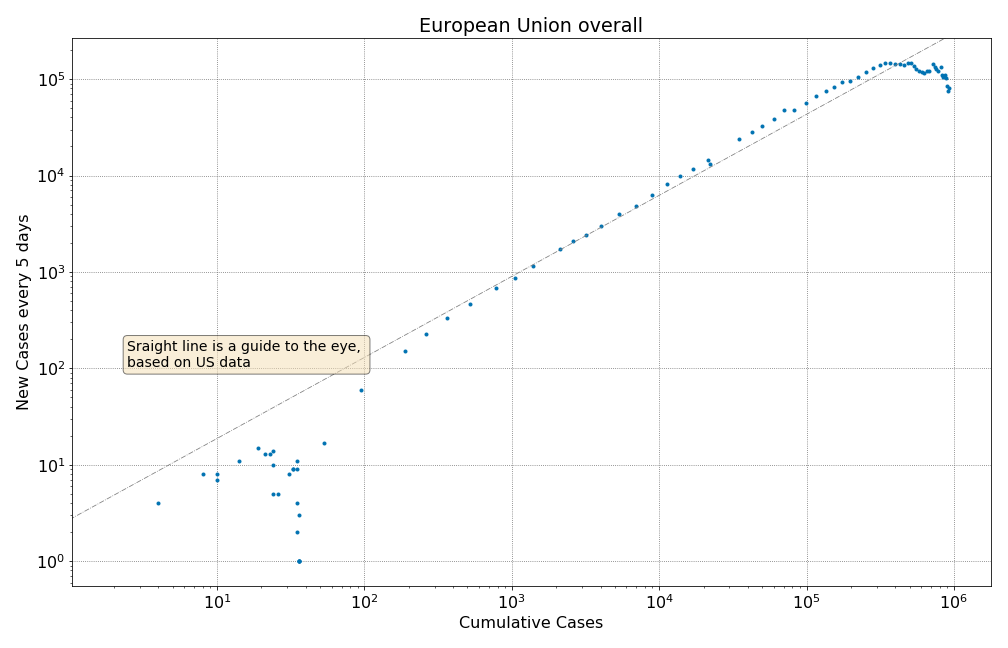 European Union overall
New Cases every 5 days
10⁵
10⁴
10³
10²
10¹
10⁰
Sraight line is a guide to the eye,
based on US data
10¹ 10² 10³ 10⁴ 10⁵ 10⁶
Cumulative Cases